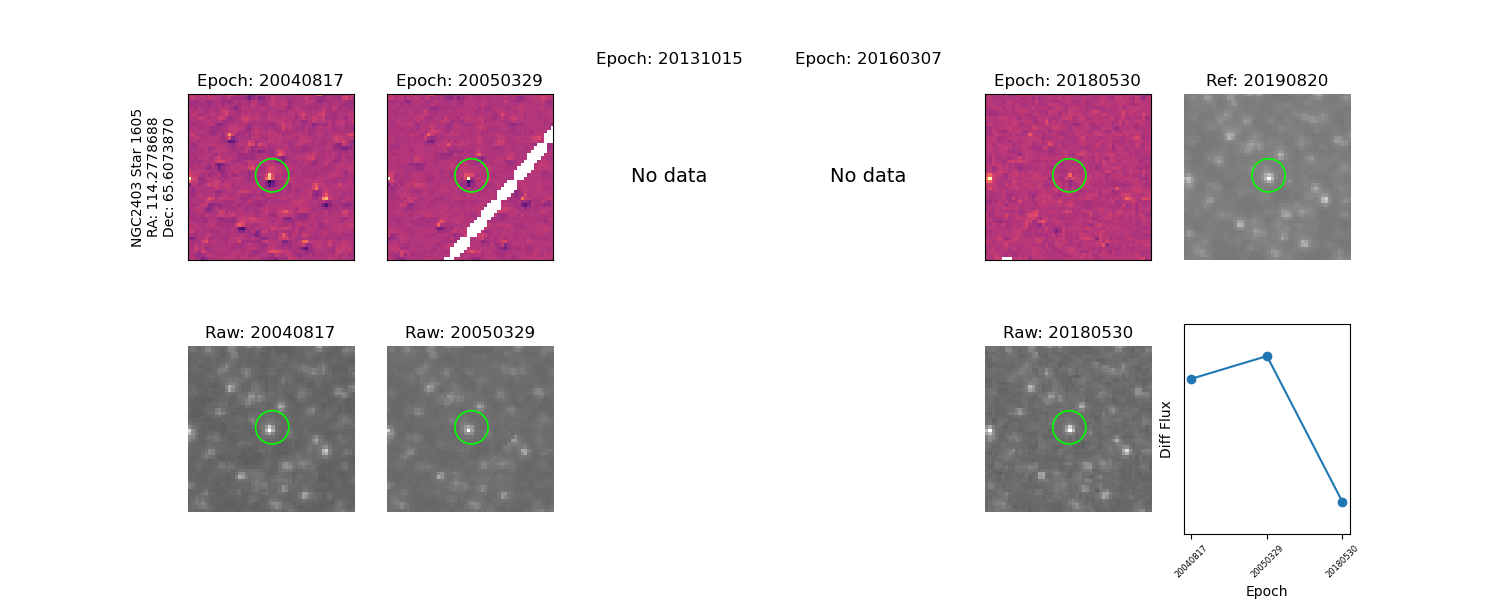 Epoch: 20040817
Epoch: 20050329
Epoch: 20131015
Epoch: 20160307
Epoch: 20180530
Ref: 20190820
NGC2403 Star 1605
RA: 114.2778688
Dec: 65.6073870
No data
No data
Raw: 20040817
Raw: 20050329
Raw: 20180530
Diff Flux
20040817
20050329
20180530
Epoch